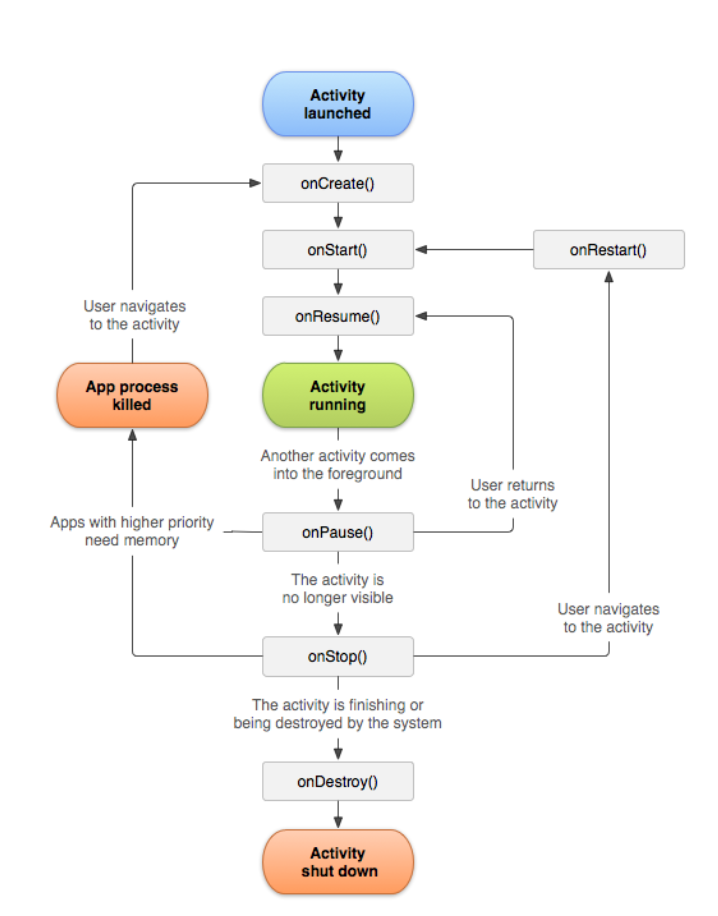 Activity
launched
onCreate()
onStart()
onRestart()
User navigates
to the activity
onResume()
App process
killed
Activity
running
Another activity comes
into the foreground
User returns
to the activity
Apps with higher priority
need memory
onPause()
The activity is
no longer visible
User navigates
to the activity
onStop()
The activity is finishing or
being destroyed by the system
onDestroy()
Activity
shut down